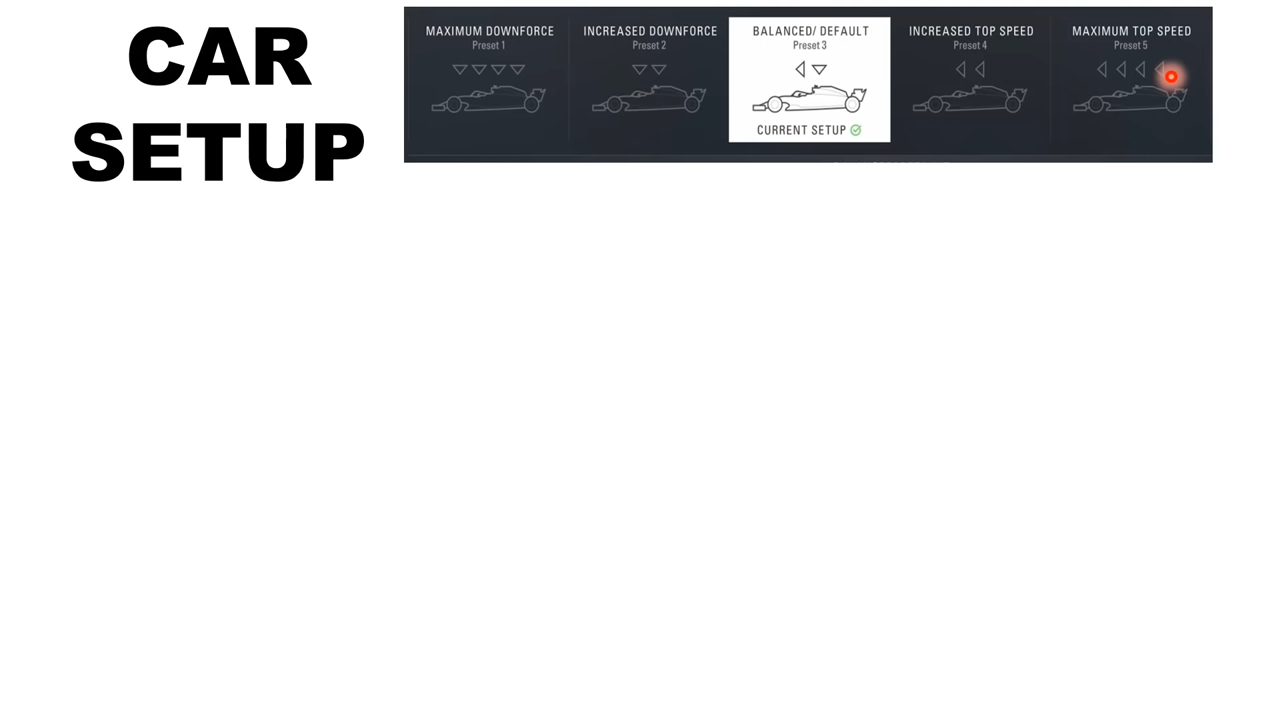 CAR
SETUP
MAXIMUM DOWNFORCE
Preset 1
INCREASED DOWNFORCE
Preset 2
BALANCED/ DEFAULT
Preset 3
CURRENT SETUP
INCREASED TOP SPEED
Preset 4
MAXIMUM TOP SPEED
Preset 5